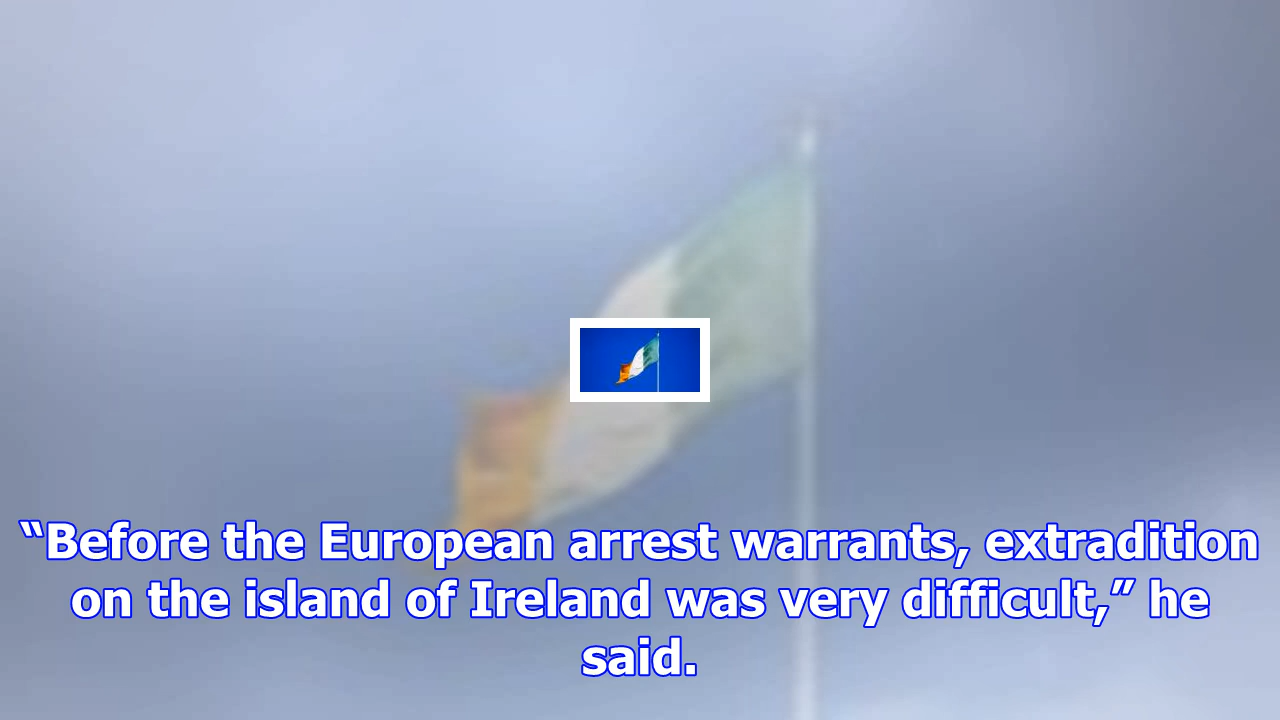 “Before the European arrest warrants, extradition
on the island of Ireland was very difficult,” he
said.